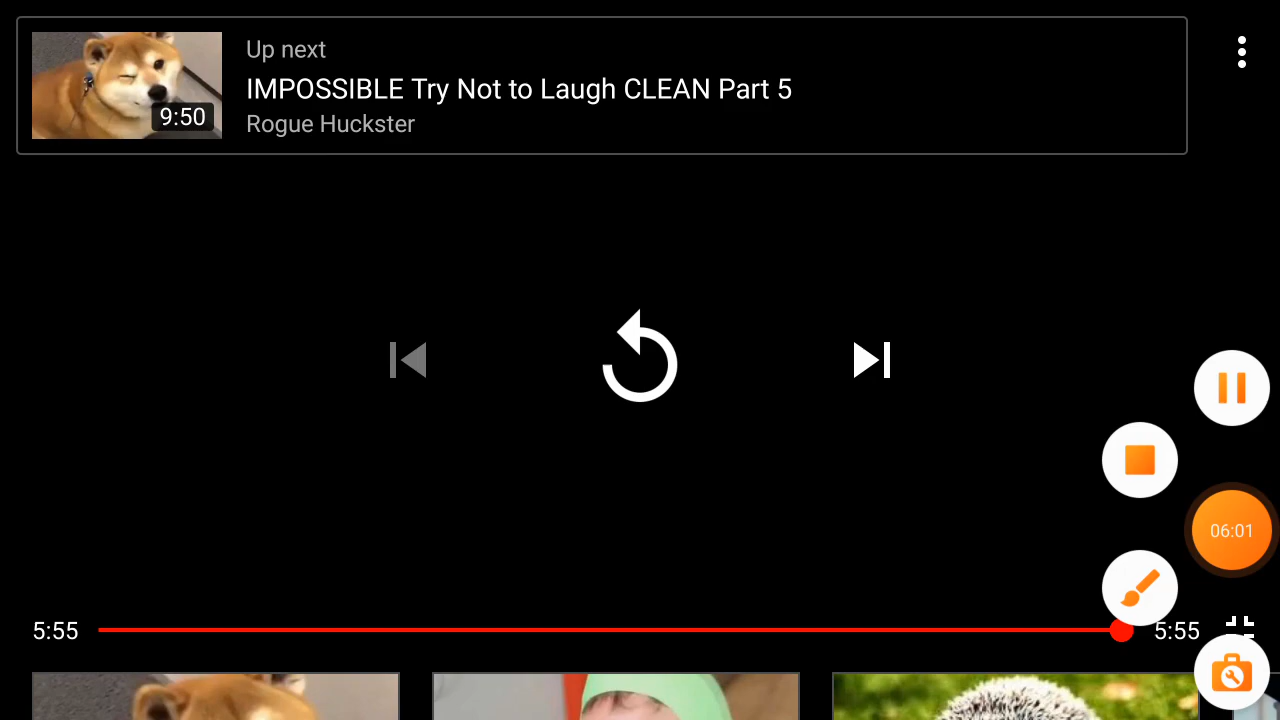 Up next
IMPOSSIBLE Try Not to Laugh CLEAN Part 5
Rogue Huckster
9:50
06:01
5:55
5:55